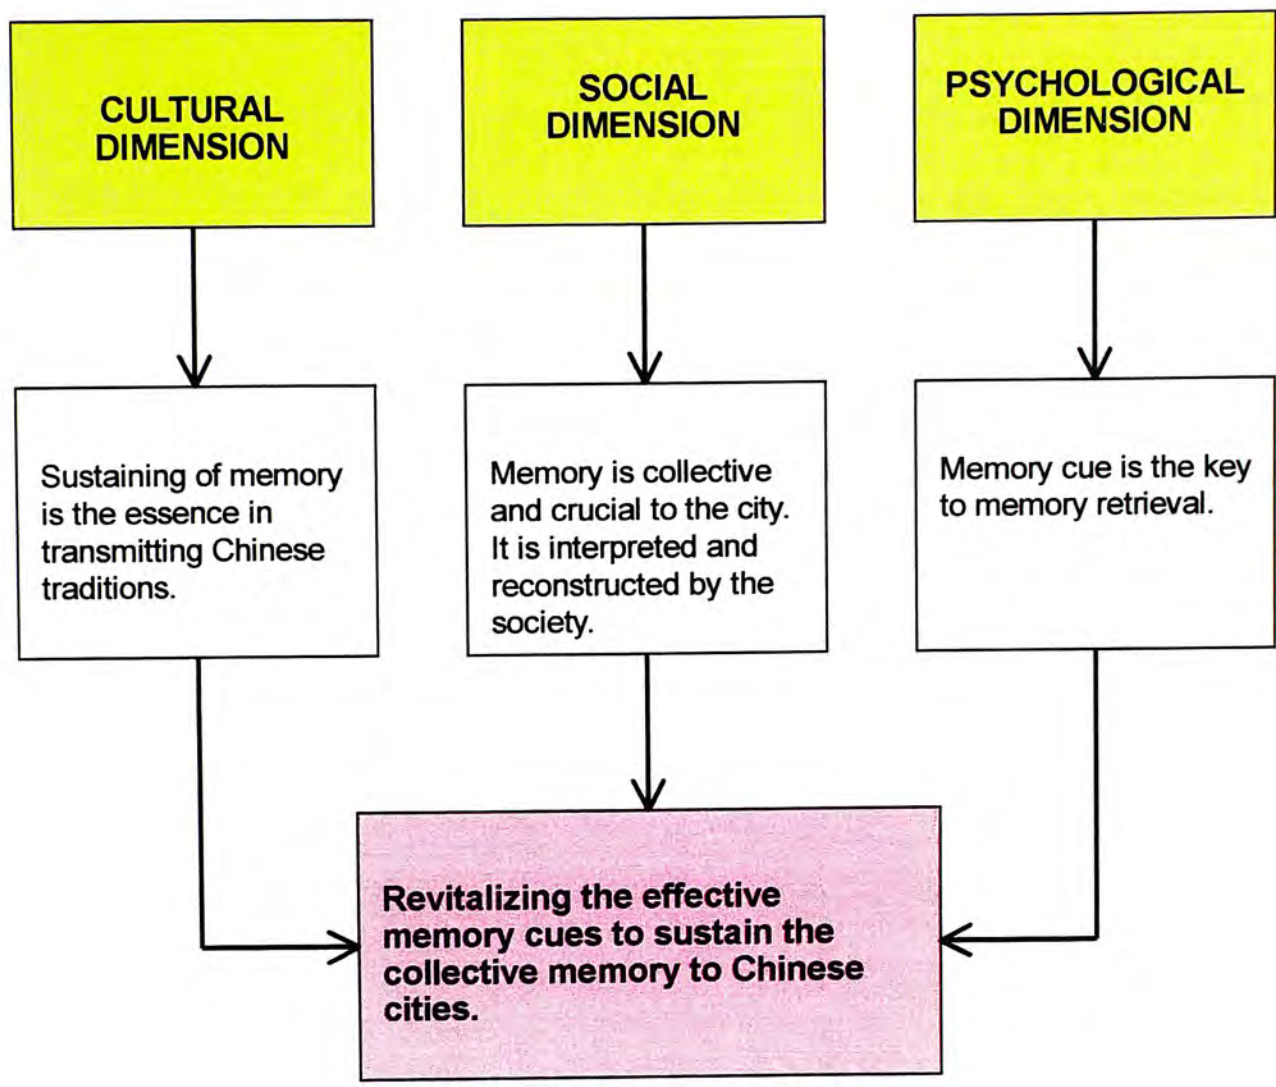 CULTURAL
DIMENSION
SOCIAL
DIMENSION
PSYCHOLOGICAL
DIMENSION
Sustaining of memory
is the essence in
transmitting Chinese
traditions.
Memory is collective
and crucial to the city.
It is interpreted and
reconstructed by the
society.
Memory cue is the key
to memory retrieval.
Revitalizing the effective
memory cues to sustain the
collective memory to Chinese
cities.